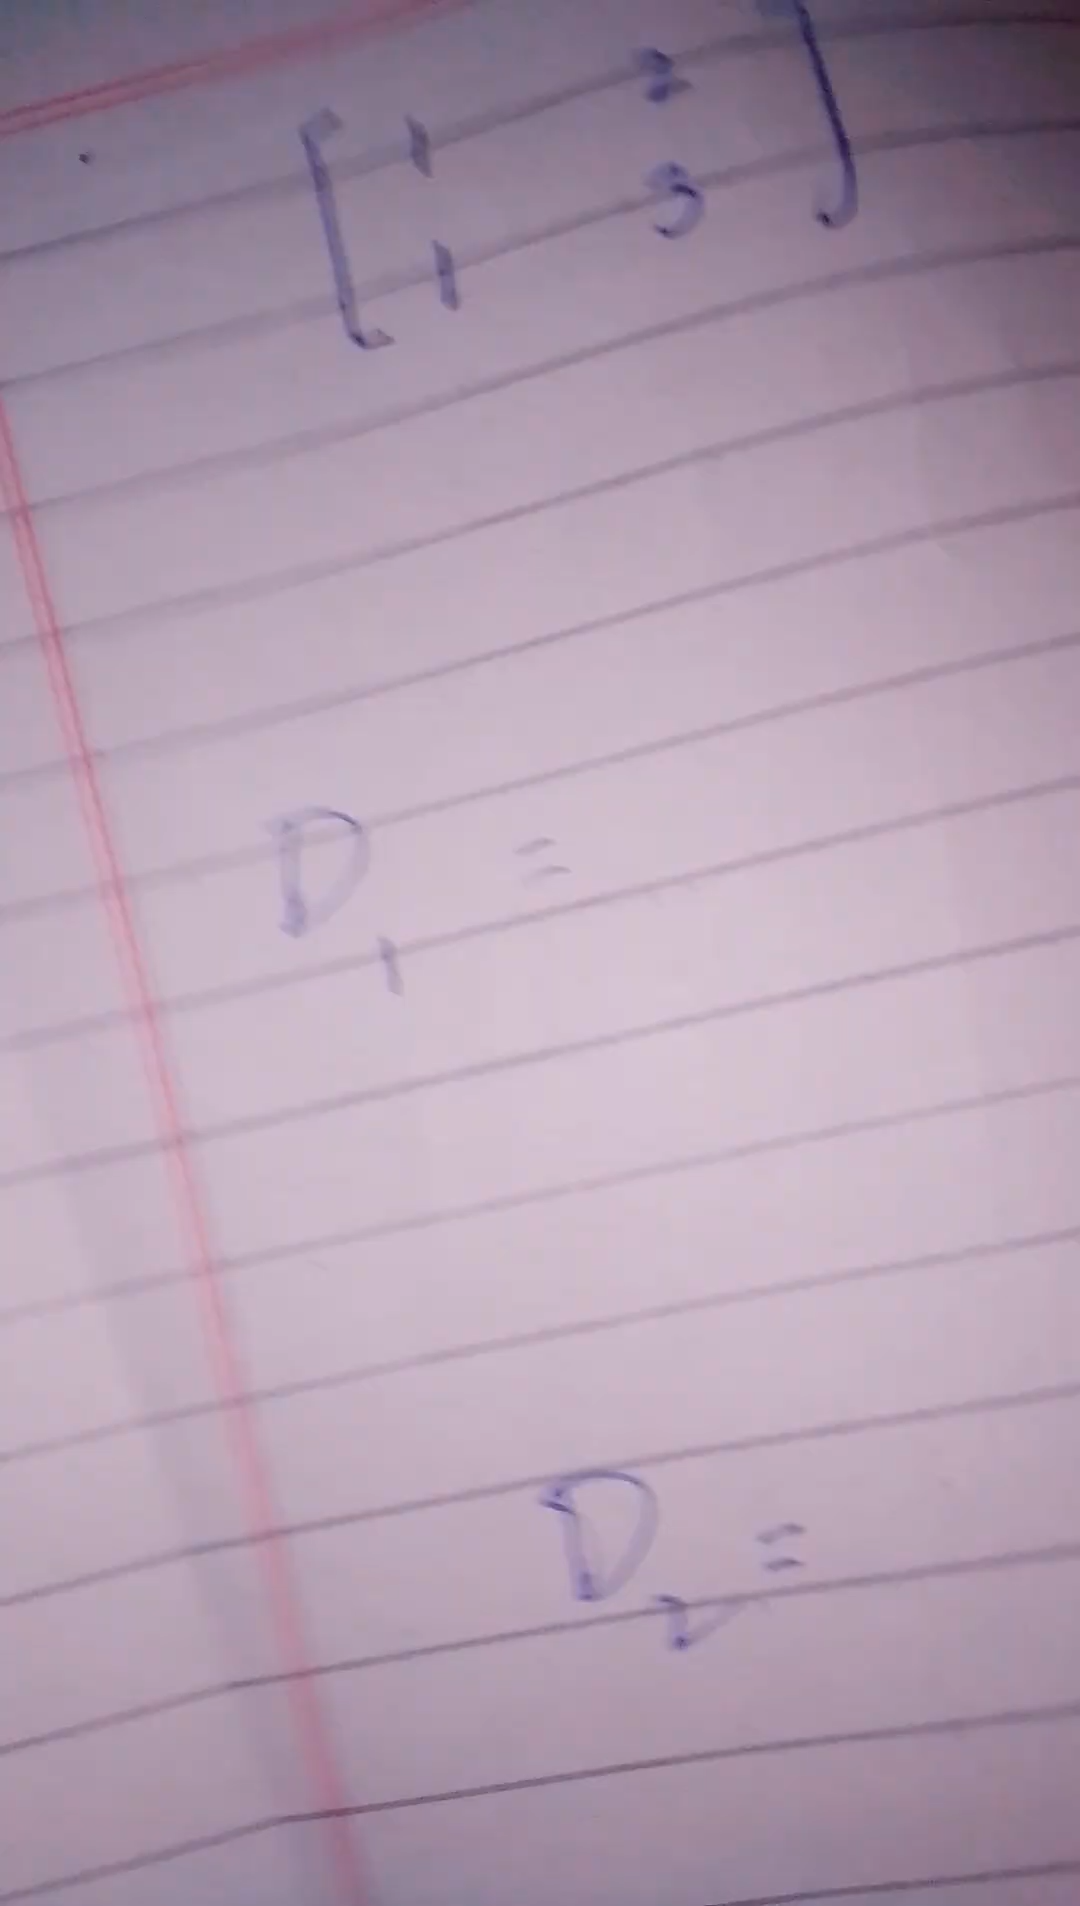 [ 1 2
1 3 ]
D₁ =
D₂ =